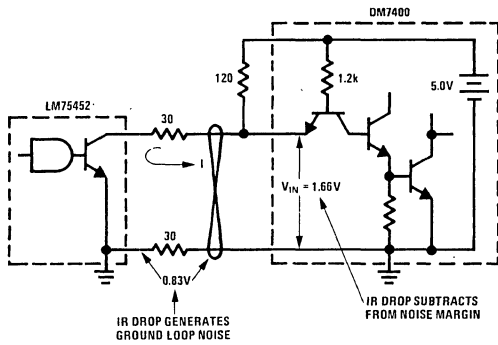 DM7400
LM75452
30
120
1.2k
5.0V
I
VIN = 1.66V
30
0.83V
IR DROP GENERATES
GROUND LOOP NOISE
IR DROP SUBTRACTS
FROM NOISE MARGIN